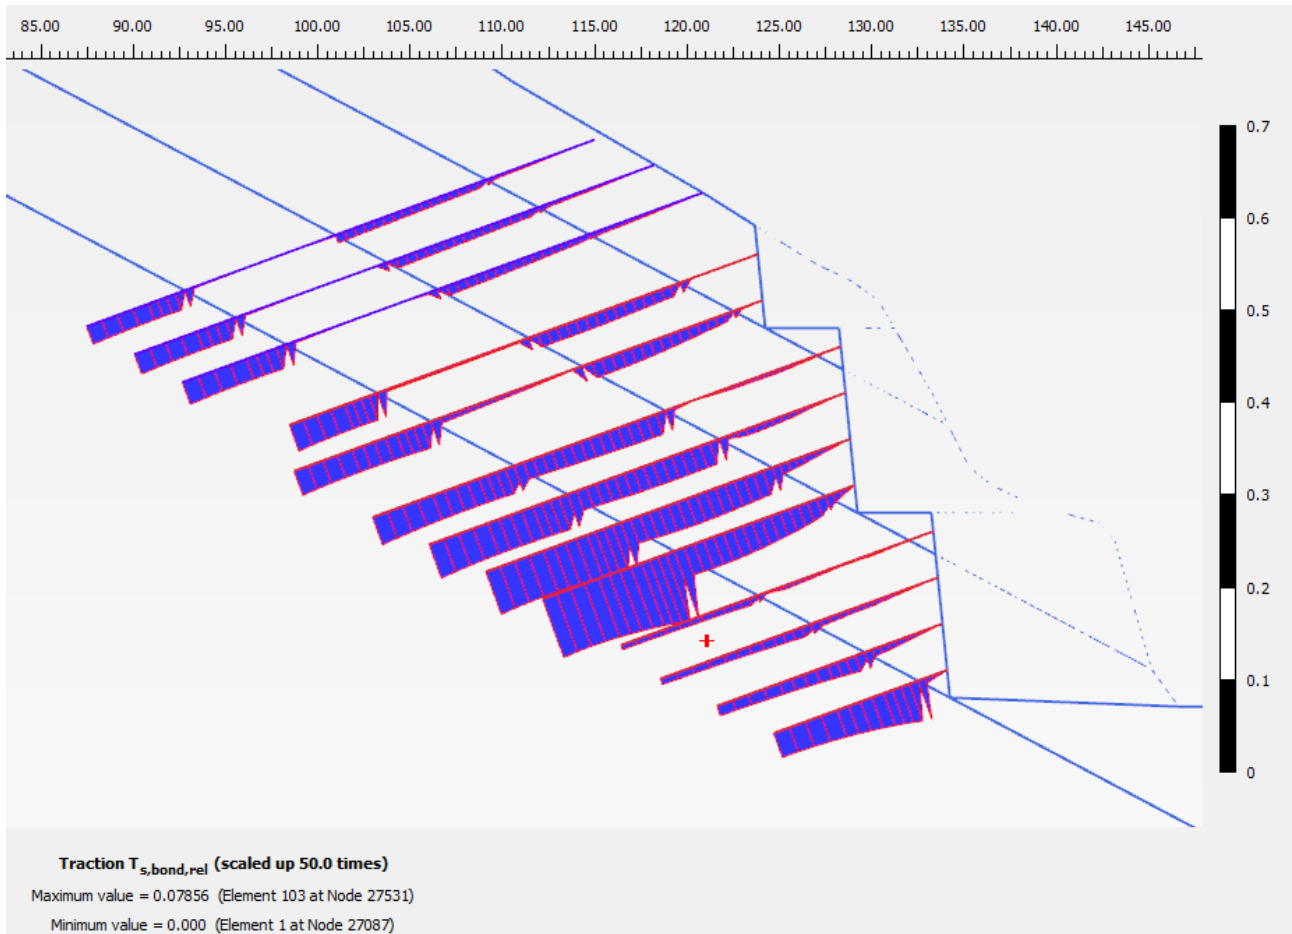 85.00 90.00 95.00 100.00 105.00 110.00 115.00 120.00 125.00 130.00 135.00 140.00 145.00
0.7
0.6
0.5
0.4
0.3
0.2
0.1
0
Traction Ts,bond,rel (scaled up 50.0 times)
Maximum value = 0.07856 (Element 103 at Node 27531)
Minimum value = 0.000 (Element 1 at Node 27087)